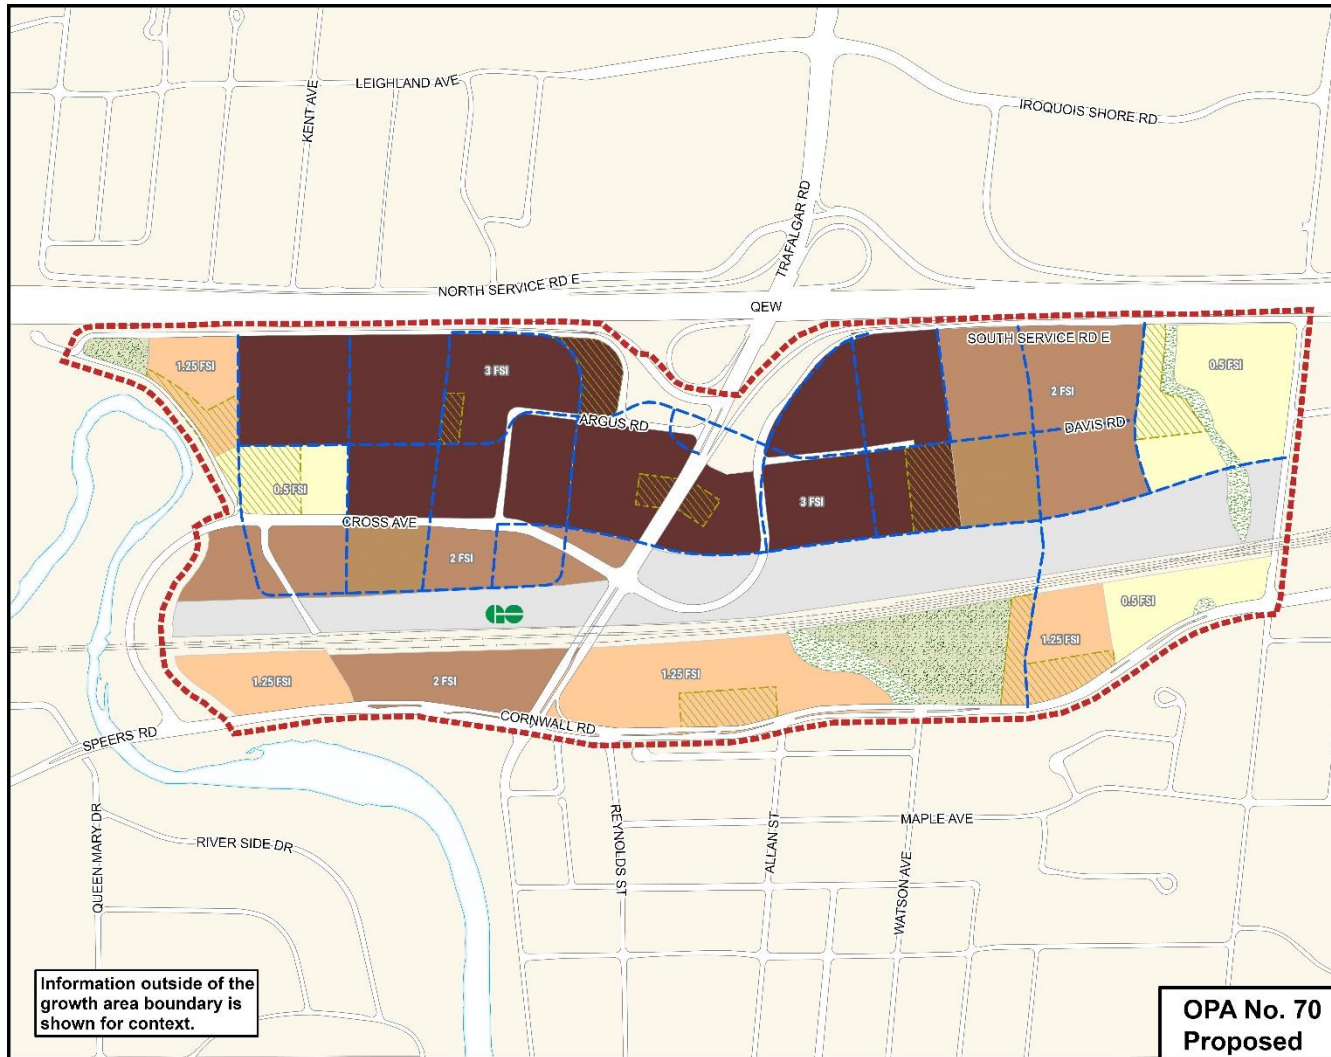 LEIGHLAND AVE
KENT AVE
IROQUOIS SHORE RD
TRAFALGAR RD
NORTH SERVICE RD E
QEW
SOUTH SERVICE RD E
1.25 FSI
3 FSI
0.5 FSI
2 FSI
ARGUS RD
DAVIS RD
0.5 FSI
3 FSI
CROSS AVE
2 FSI
GO
0.5 FSI
1.25 FSI
1.25 FSI
2 FSI
1.25 FSI
CORNWALL RD
SPEERS RD
QUEEN MARY DR
RIVER SIDE DR
REYNOLDS ST
ALLAN ST
WATSON AVE
MAPLE AVE
Information outside of the
growth area boundary is
shown for context.
OPA No. 70
Proposed